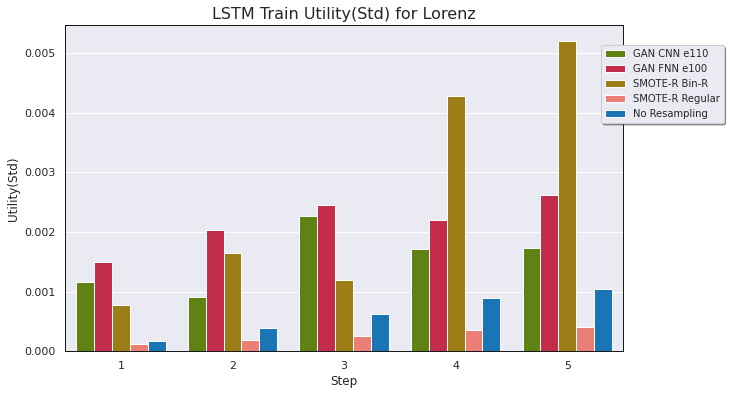 LSTM Train Utility(Std) for Lorenz
Utility(Std)
0.005
0.004
0.003
0.002
0.001
0.000
1 2 3 4 5
Step
GAN CNN e110
GAN FNN e100
SMOTE-R Bin-R
SMOTE-R Regular
No Resampling